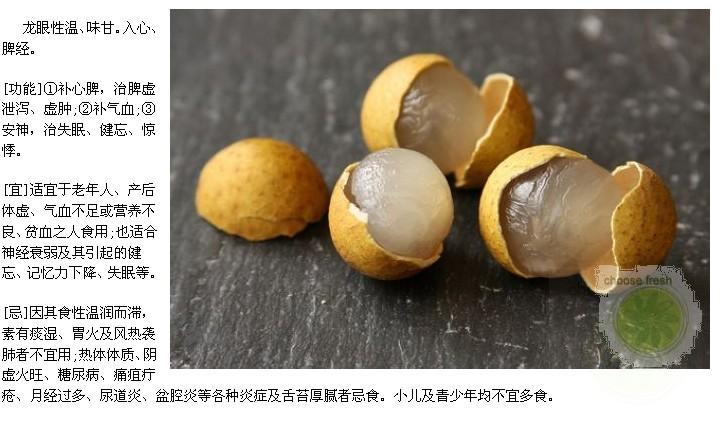 龙眼性温、味甘。入心、
脾经。
[功能]①补心脾，治脾虚
泄泻、虚肿;②补气血;③
安神，治失眠、健忘、惊
悸。
[宜]适宜于老年人、产后
体虚、气血不足或营养不
良、贫血之人食用;也适合
神经衰弱及其引起的健
忘、记忆力下降、失眠等。
[忌]因其食性温润而滞，
素有痰湿、胃火及风热袭
肺者不宜用;热体体质、阴
虚火旺、糖尿病、痛疽疔
疮、月经过多、尿道炎、盆腔炎等各种炎症及舌苔厚腻者忌食。小儿及青少年均不宜多食。
choose fresh